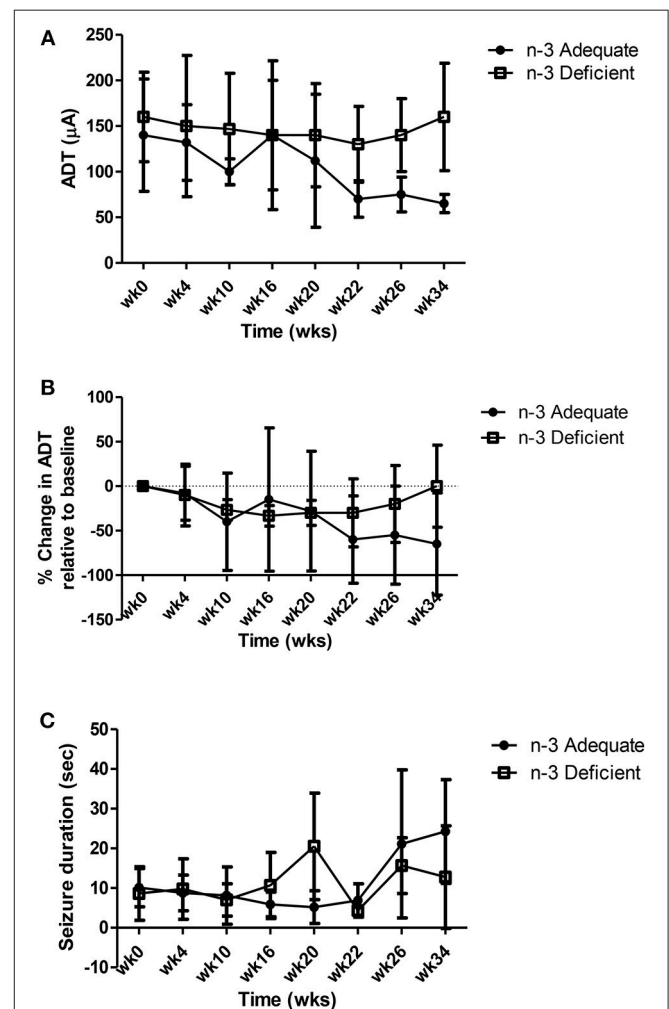 A
250
200
150
100
50
0
ADT (μA)
wk0 wk4 wk10 wk16 wk20 wk22 wk26 wk34
Time (wks)
n-3 Adequate
n-3 Deficient
B
100
50
0
-50
-100
-150
% Change in ADT
relative to baseline
wk0 wk4 wk10 wk16 wk20 wk22 wk26 wk34
Time (wks)
n-3 Adequate
n-3 Deficient
C
50
40
30
20
10
0
-10
Seizure duration (sec)
wk0 wk4 wk10 wk16 wk20 wk22 wk26 wk34
Time (wks)
n-3 Adequate
n-3 Deficient